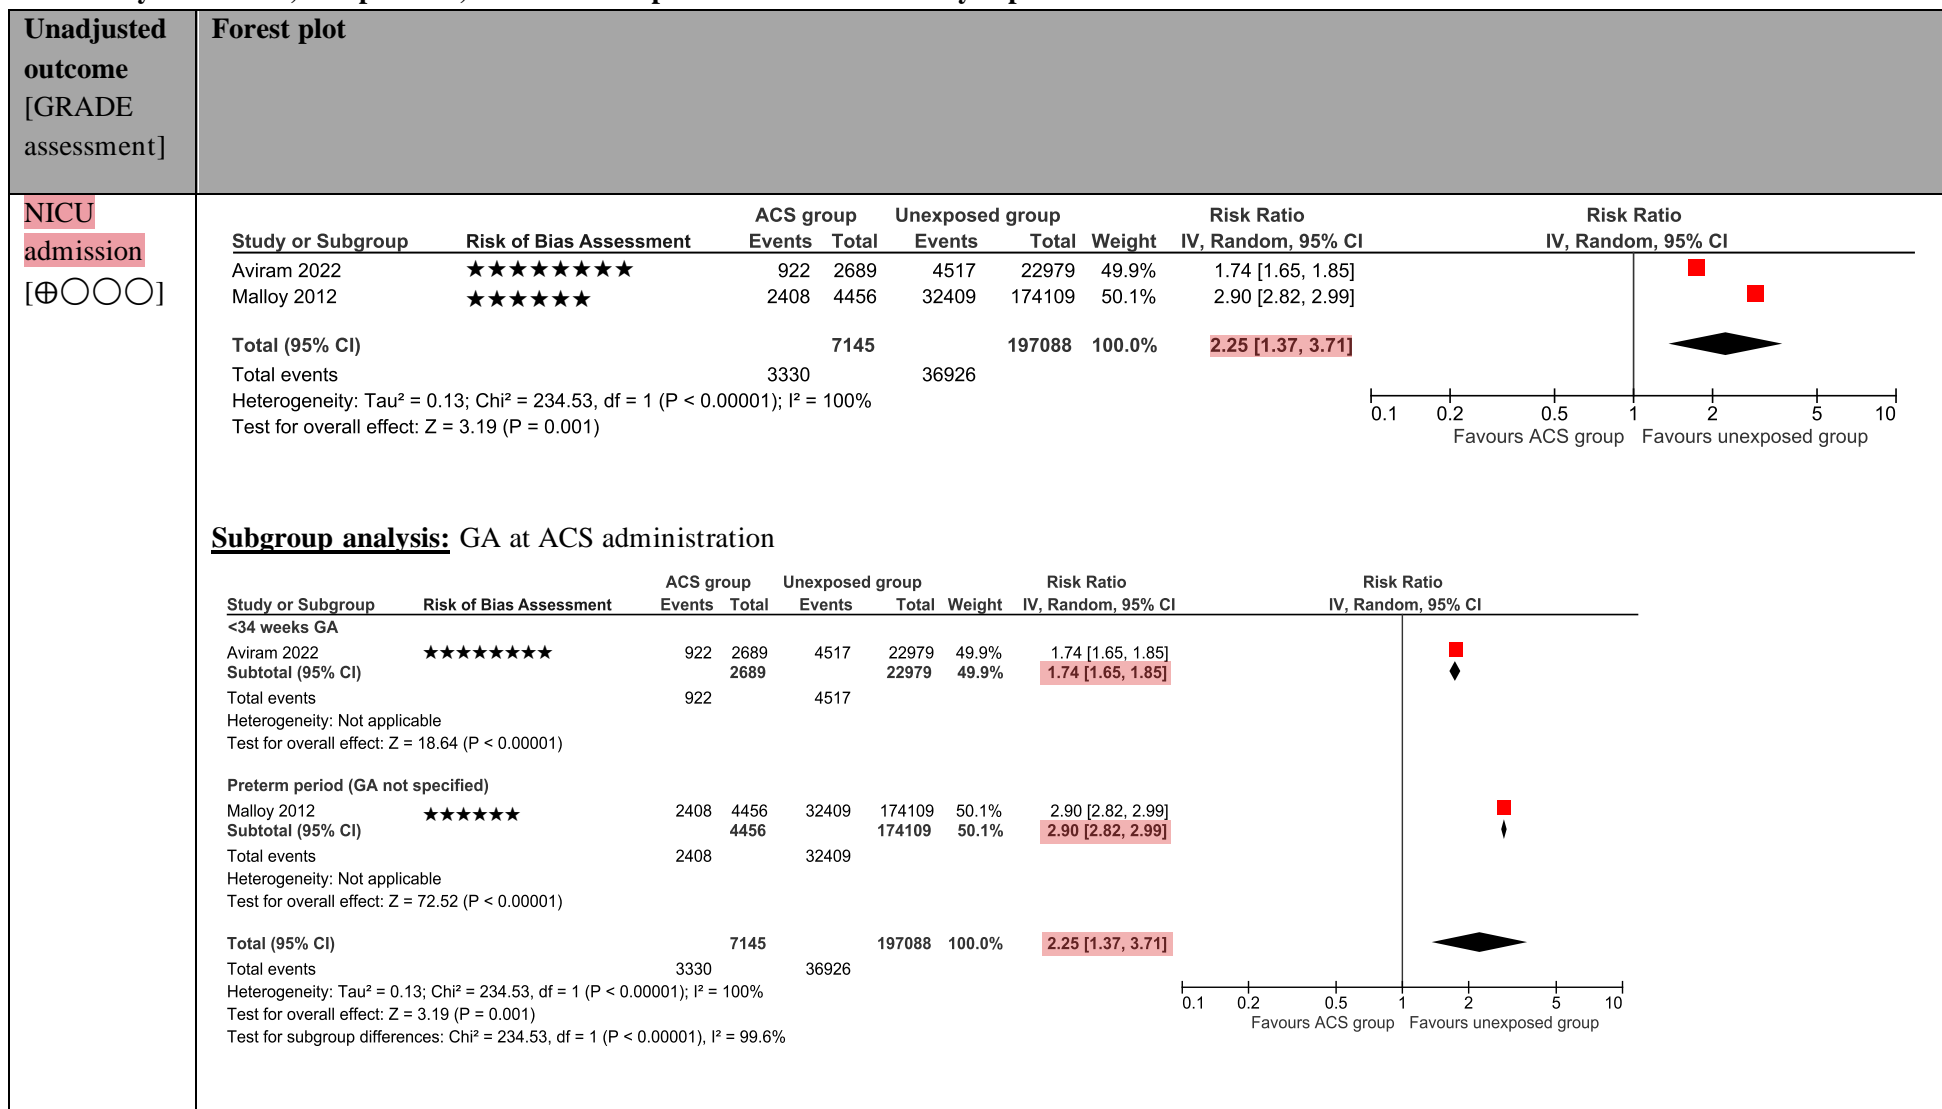 Unadjusted
outcome
[GRADE
assessment]
Forest plot
NICU
admission
[⊕◯◯◯]
ACS group Unexposed group Risk Ratio Risk Ratio
Study or Subgroup Risk of Bias Assessment Events Total Events Total Weight IV, Random, 95% CI IV, Random, 95% CI
Aviram 2022 ★★★★★★★★ 922 2689 4517 22979 49.9% 1.74 [1.65, 1.85]
Malloy 2012 ★★★★★★ 2408 4456 32409 174109 50.1% 2.90 [2.82, 2.99]
Total (95% CI) 7145 197088 100.0% 2.25 [1.37, 3.71]
Total events 3330 36926
Heterogeneity: Tau² = 0.13; Chi² = 234.53, df = 1 (P < 0.00001); I² = 100%
Test for overall effect: Z = 3.19 (P = 0.001)
0.1 0.2 0.5 1 2 5 10
Favours ACS group Favours unexposed group
Subgroup analysis: GA at ACS administration
ACS group Unexposed group Risk Ratio Risk Ratio
Study or Subgroup Risk of Bias Assessment Events Total Events Total Weight IV, Random, 95% CI IV, Random, 95% CI
<34 weeks GA
Aviram 2022 ★★★★★★★★ 922 2689 4517 22979 49.9% 1.74 [1.65, 1.85]
Subtotal (95% CI) 2689 22979 49.9% 1.74 [1.65, 1.85]
Total events 922 4517
Heterogeneity: Not applicable
Test for overall effect: Z = 18.64 (P < 0.00001)
Preterm period (GA not specified)
Malloy 2012 ★★★★★★ 2408 4456 32409 174109 50.1% 2.90 [2.82, 2.99]
Subtotal (95% CI) 4456 174109 50.1% 2.90 [2.82, 2.99]
Total events 2408 32409
Heterogeneity: Not applicable
Test for overall effect: Z = 72.52 (P < 0.00001)
Total (95% CI) 7145 197088 100.0% 2.25 [1.37, 3.71]
Total events 3330 36926
Heterogeneity: Tau² = 0.13; Chi² = 234.53, df = 1 (P < 0.00001); I² = 100%
Test for overall effect: Z = 3.19 (P = 0.001)
Test for subgroup differences: Chi² = 234.53, df = 1 (P < 0.00001), I² = 99.6%
0.1 0.2 0.5 1 2 5 10
Favours ACS group Favours unexposed group